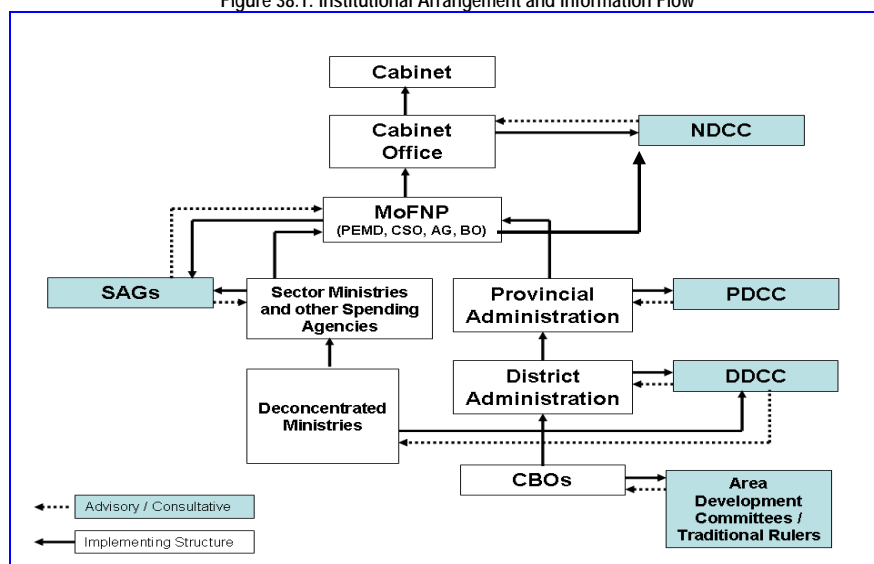 Figure 38.1: Institutional Arrangement and Information Flow
Cabinet
Cabinet
Office
NDCC
MoFNP
(PEMD, CSO, AG, BO)
SAGs
Sector Ministries
and other Spending
Agencies
Provincial
Administration
PDCC
Deconcentrated
Ministries
District
Administration
DDCC
CBOs
Area
Development
Committees /
Traditional Rulers
Advisory / Consultative
Implementing Structure